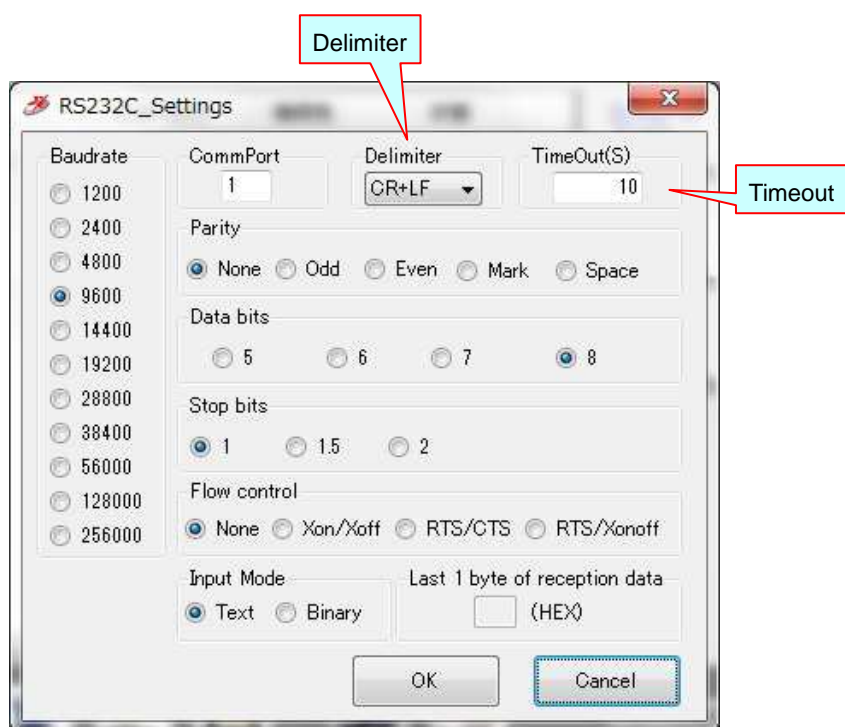 Delimiter
RS232C_Settings
Baudrate
1200
2400
4800
9600
14400
19200
28800
38400
56000
128000
256000
CommPort
1
Delimiter
CR+LF
TimeOut(S)
10
Timeout
Parity
None Odd Even Mark Space
Data bits
5 6 7 8
Stop bits
1 1.5 2
Flow control
None Xon/Xoff RTS/CTS RTS/Xonoff
Input Mode
Text Binary
Last 1 byte of reception data
(HEX)
OK Cancel